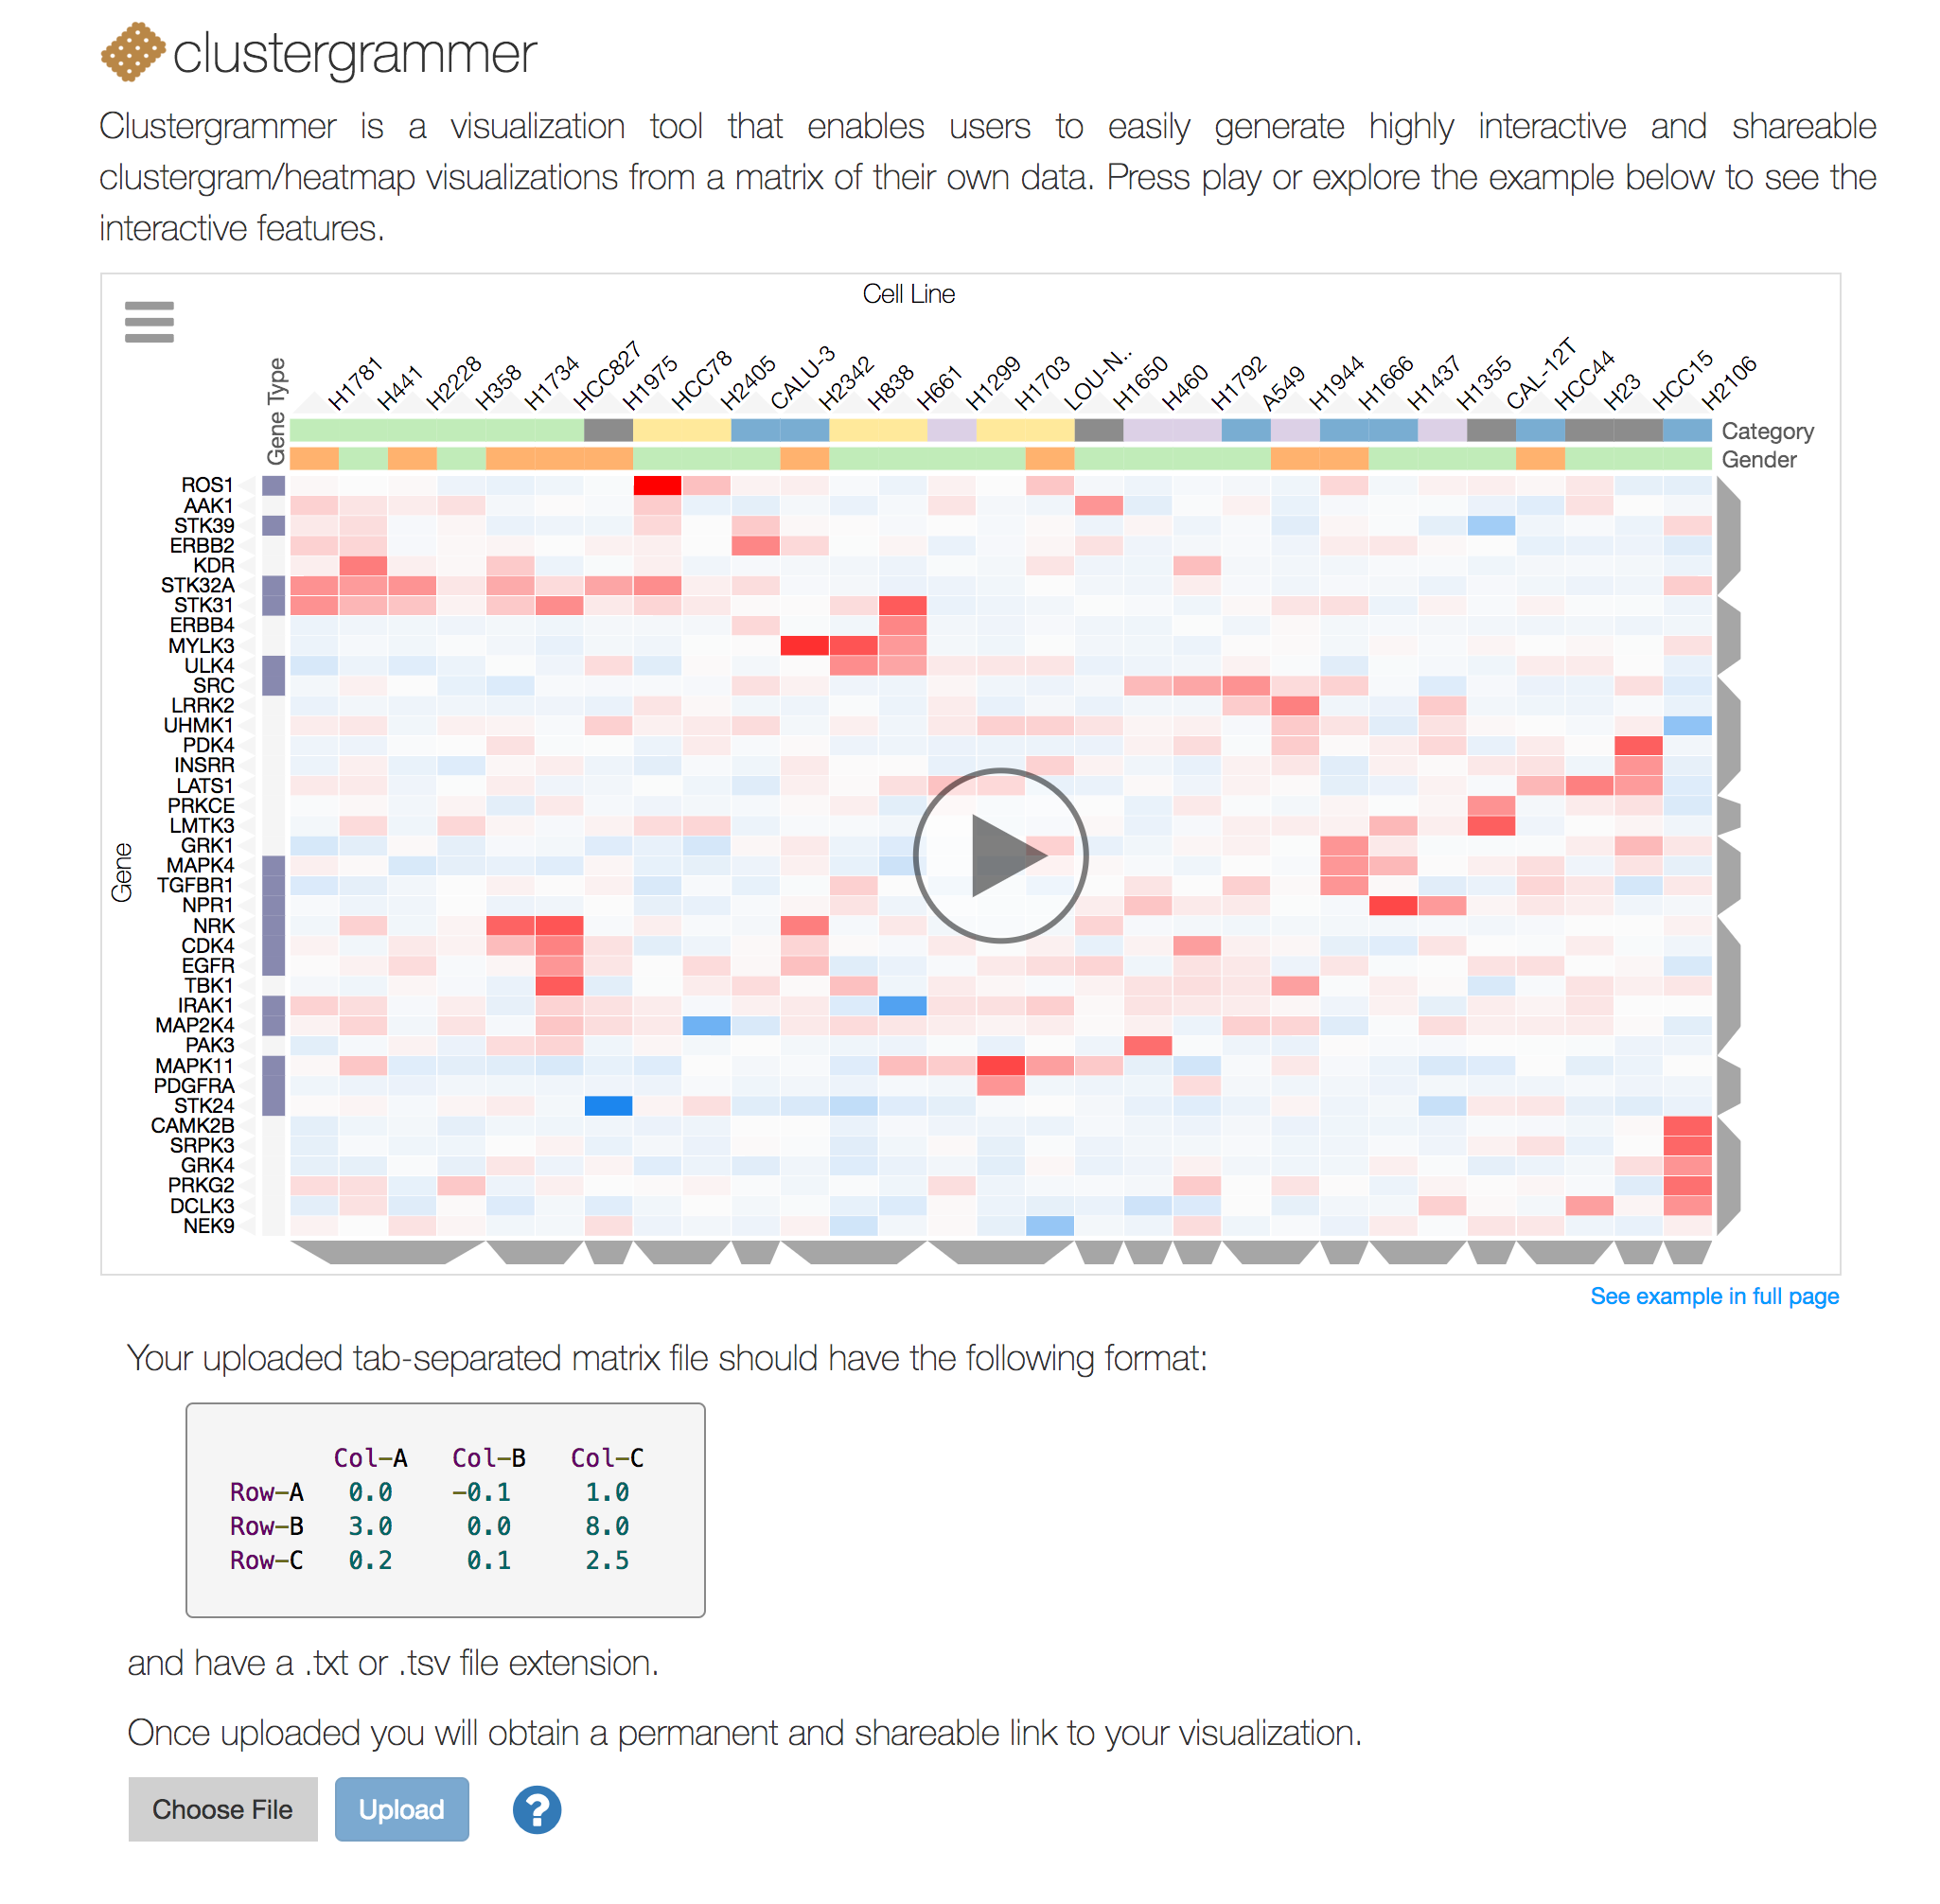 clustergrammer
Clustergrammer is a visualization tool that enables users to easily generate highly interactive and shareable
clustergram/heatmap visualizations from a matrix of their own data. Press play or explore the example below to see the
interactive features.
Cell Line
H1781
H441
H2228
H358
H1734
HCC827
H1975
HCC78
H2405
CALU-3
H2342
H838
H661
H1299
H1703
LOU-N..
H1650
H460
H1792
A549
H1944
H1666
H1437
H1355
CAL-12T
HCC44
H23
HCC15
H2106
Gene Type
Category
Gender
Gene
ROS1
AAK1
STK39
ERBB2
KDR
STK32A
STK31
ERBB4
MYLK3
ULK4
SRC
LRRK2
UHMK1
PDK4
INSRR
LATS1
PRKCE
LMTK3
GRK1
MAPK4
TGFBR1
NPR1
NRK
CDK4
EGFR
TBK1
IRAK1
MAP2K4
PAK3
MAPK11
PDGFRA
STK24
CAMK2B
SRPK3
GRK4
PRKG2
DCLK3
NEK9
See example in full page
Your uploaded tab-separated matrix file should have the following format:
Col-A Col-B Col-C
Row-A 0.0 -0.1 1.0
Row-B 3.0 0.0 8.0
Row-C 0.2 0.1 2.5
and have a .txt or .tsv file extension.
Once uploaded you will obtain a permanent and shareable link to your visualization.
Choose File Upload ?